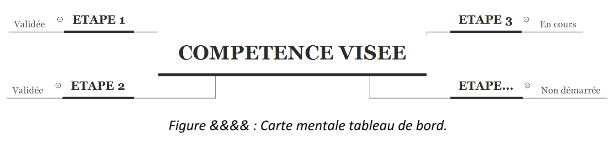 Validée ETAPE 1
ETAPE 3 En cours
COMPETENCE VISEE
Validée ETAPE 2
ETAPE... Non démarrée
Figure &&&& : Carte mentale tableau de bord.